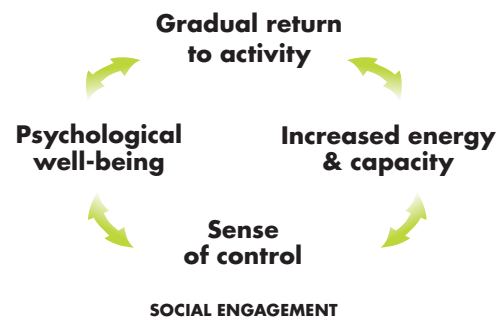 Gradual return
to activity
Psychological
well-being
Increased energy
& capacity
Sense
of control
SOCIAL ENGAGEMENT